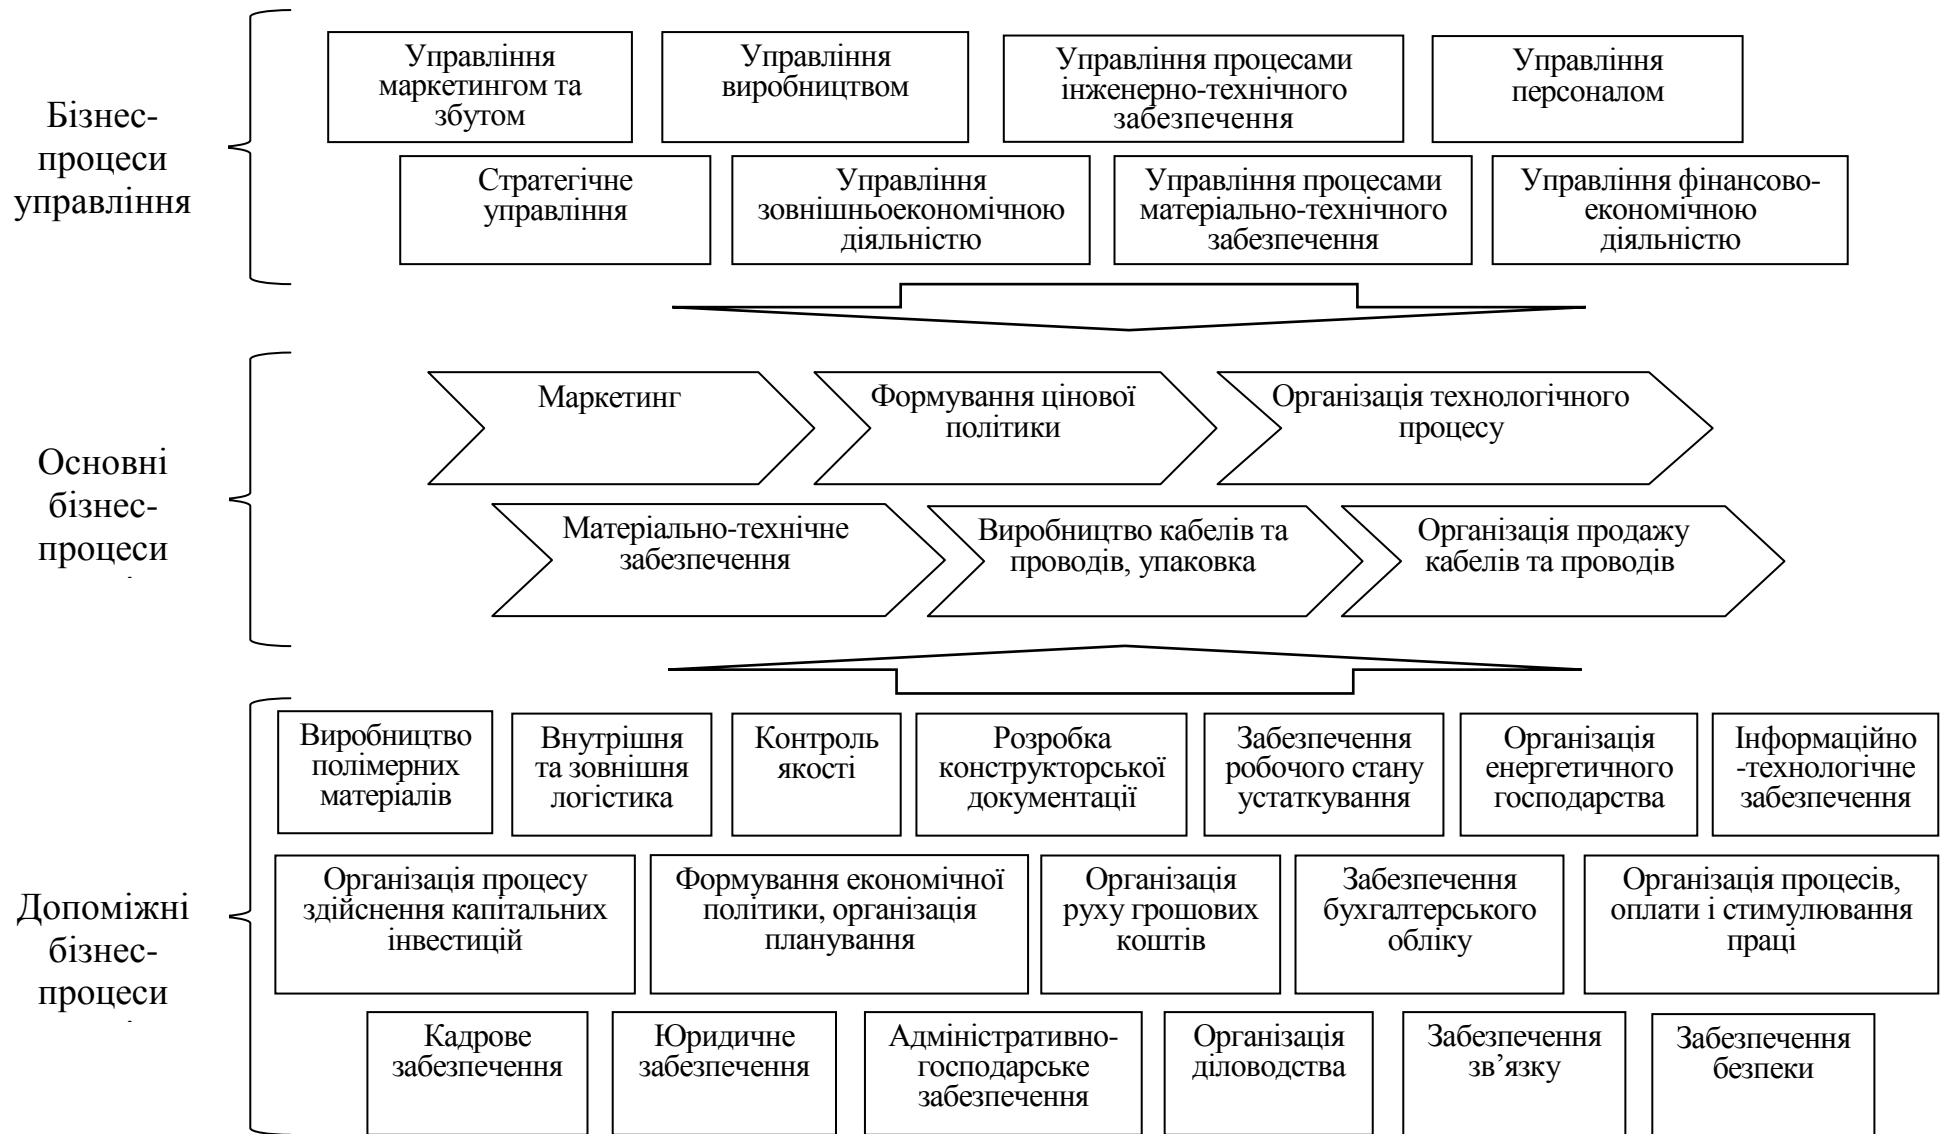 Бізнес-
процеси
управління
Управління
маркетингом та
збутом
Управління
виробництвом
Управління процесами
інженерно-технічного
забезпечення
Управління
персоналом
Стратегічне
управління
Управління
зовнішньоекономічною
діяльністю
Управління процесами
матеріально-технічного
забезпечення
Управління фінансово-
економічною
діяльністю
Основні
бізнес-
процеси
Маркетинг
Формування цінової
політики
Організація технологічного
процесу
Матеріально-технічне
забезпечення
Виробництво кабелів та
проводів, упаковка
Організація продажу
кабелів та проводів
Допоміжні
бізнес-
процеси
Виробництво
полімерних
матеріалів
Внутрішня
та зовнішня
логістика
Контроль
якості
Розробка
конструкторської
документації
Забезпечення
робочого стану
устаткування
Організація
енергетичного
господарства
Інформаційно
-технологічне
забезпечення
Організація процесу
здійснення капітальних
інвестицій
Формування економічної
політики, організація
планування
Організація
руху грошових
коштів
Забезпечення
бухгалтерського
обліку
Організація процесів,
оплати і стимулювання
праці
Кадрове
забезпечення
Юридичне
забезпечення
Адміністративно-
господарське
забезпечення
Організація
діловодства
Забезпечення
зв’язку
Забезпечення
безпеки